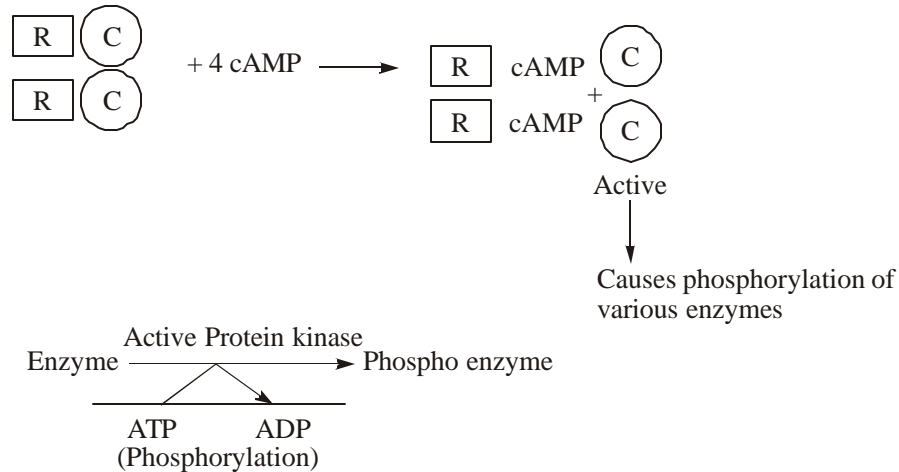 R C
+ 4 cAMP
R C
R cAMP C
+
R cAMP C
Active
Causes phosphorylation of
various enzymes
Active Protein kinase
Enzyme Phospho enzyme
ATP ADP
(Phosphorylation)